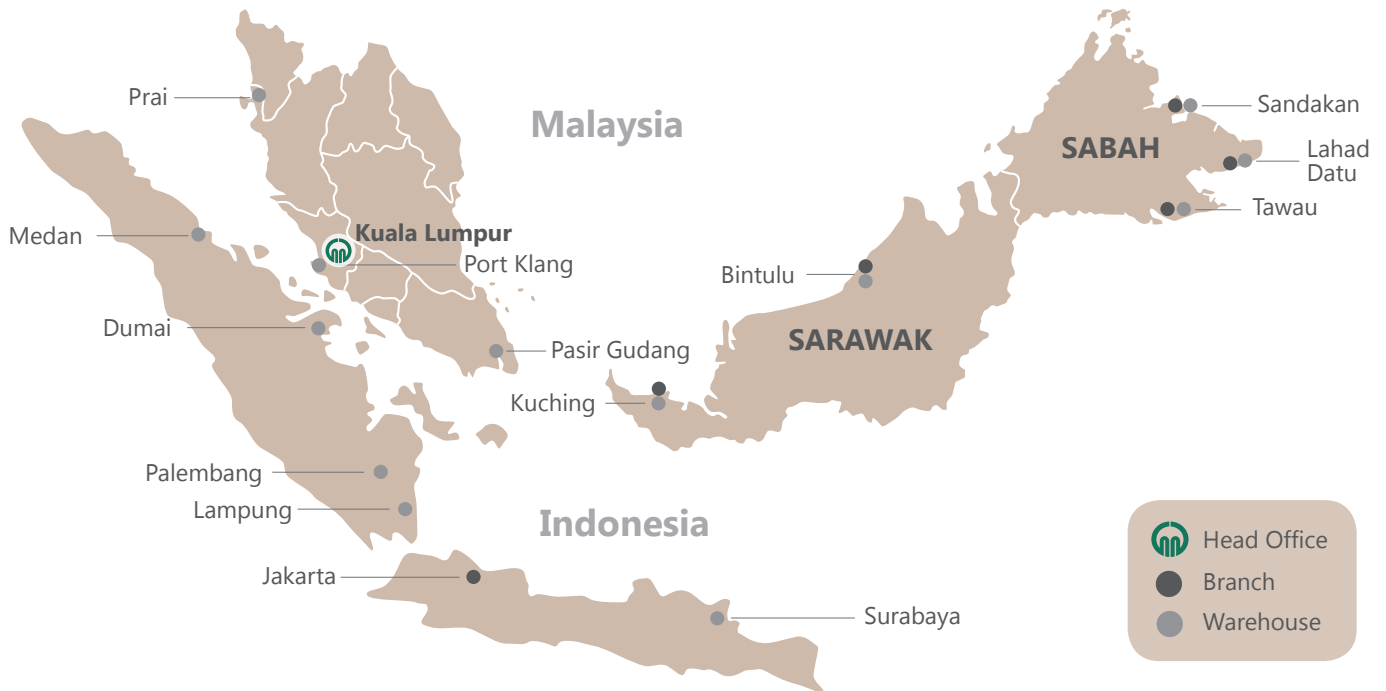 Prai
Malaysia
Sandakan
SABAH
Lahad
Datu
Tawau
Medan
Kuala Lumpur
Port Klang
Bintulu
Dumai
SARAWAK
Pasir Gudang
Kuching
Palembang
Lampung
Indonesia
Jakarta
Surabaya
Head Office
Branch
Warehouse